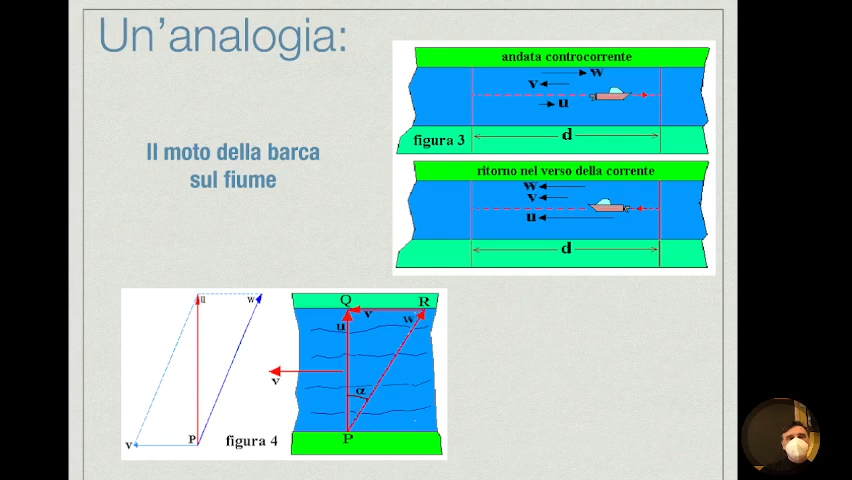 Un'analogia:
Il moto della barca
sul fiume
andata controcorrente
w
v
u
d
figura 3
ritorno nel verso della corrente
w
v
u
d
u
w
v
P
figura 4
Q
R
v
w
u
v
α
P